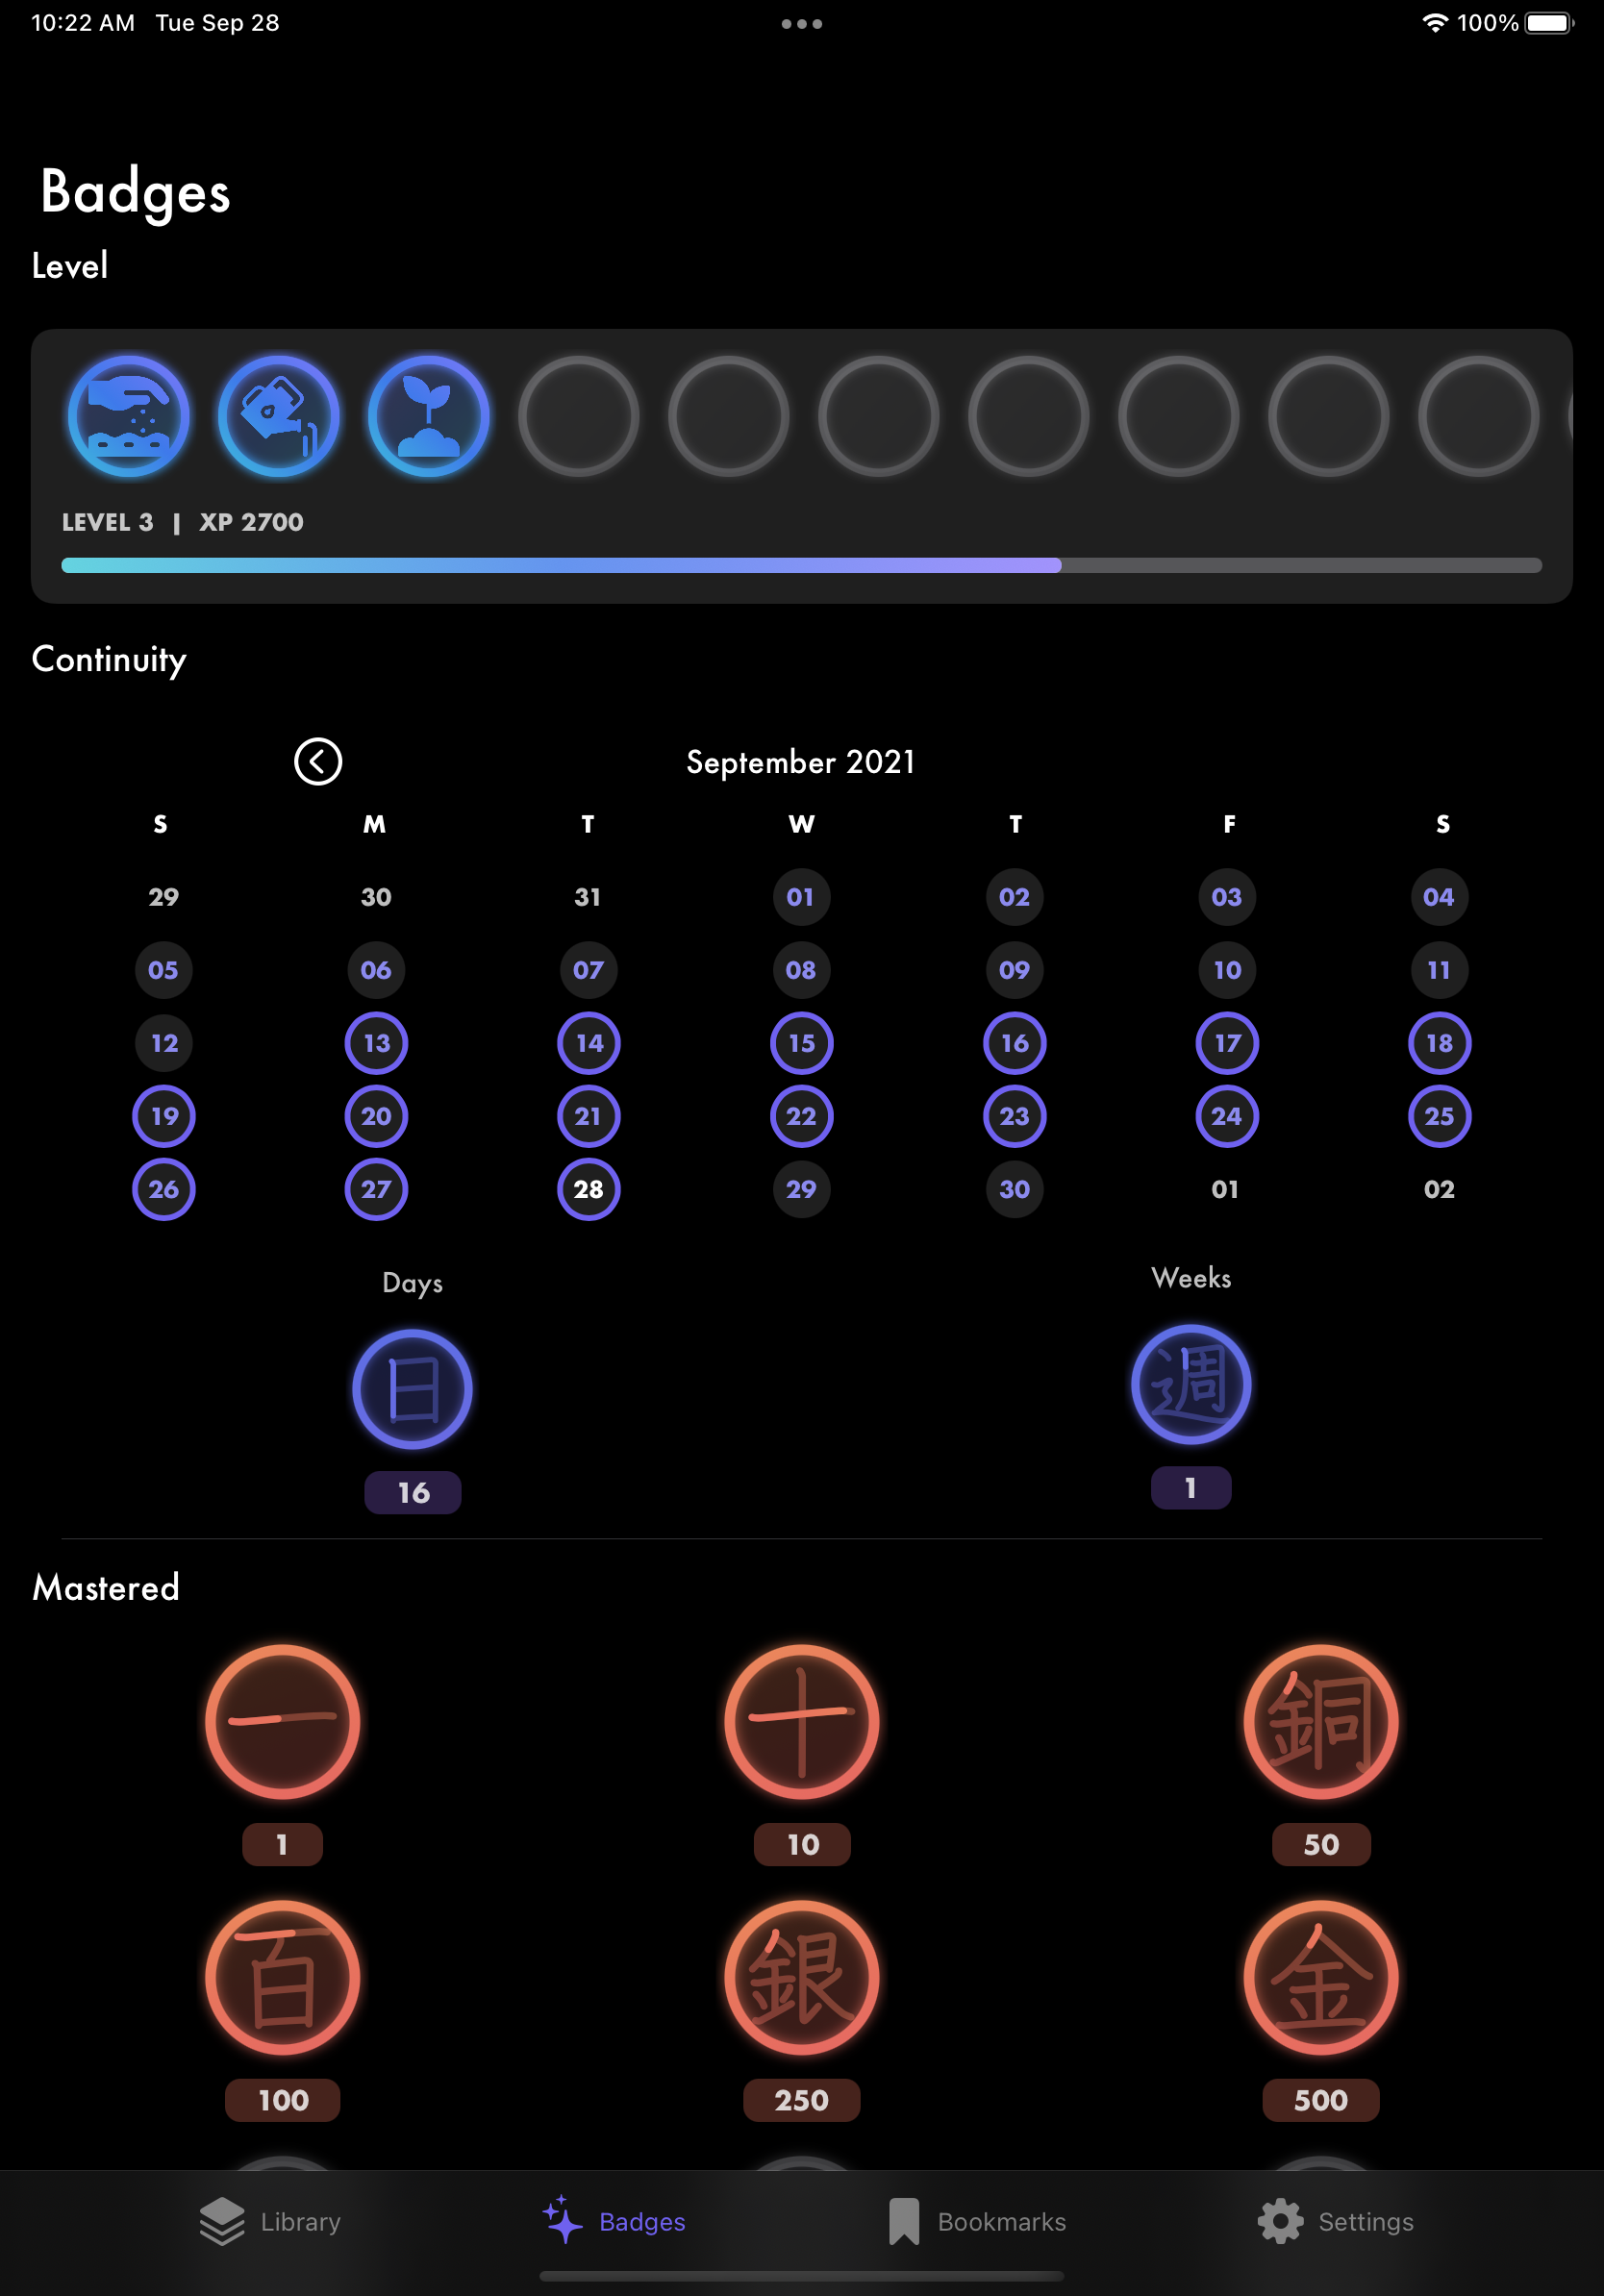 10:22 AM Tue Sep 28 100%
Badges
Level
LEVEL 3 | XP 2700
Continuity
September 2021
S M T W T F S
29 30 31 01 02 03 04
05 06 07 08 09 10 11
12 13 14 15 16 17 18
19 20 21 22 23 24 25
26 27 28 29 30 01 02
Days Weeks
日 週
16 1
Mastered
一 十 銅
1 10 50
百 銀 金
100 250 500
Library Badges Bookmarks Settings